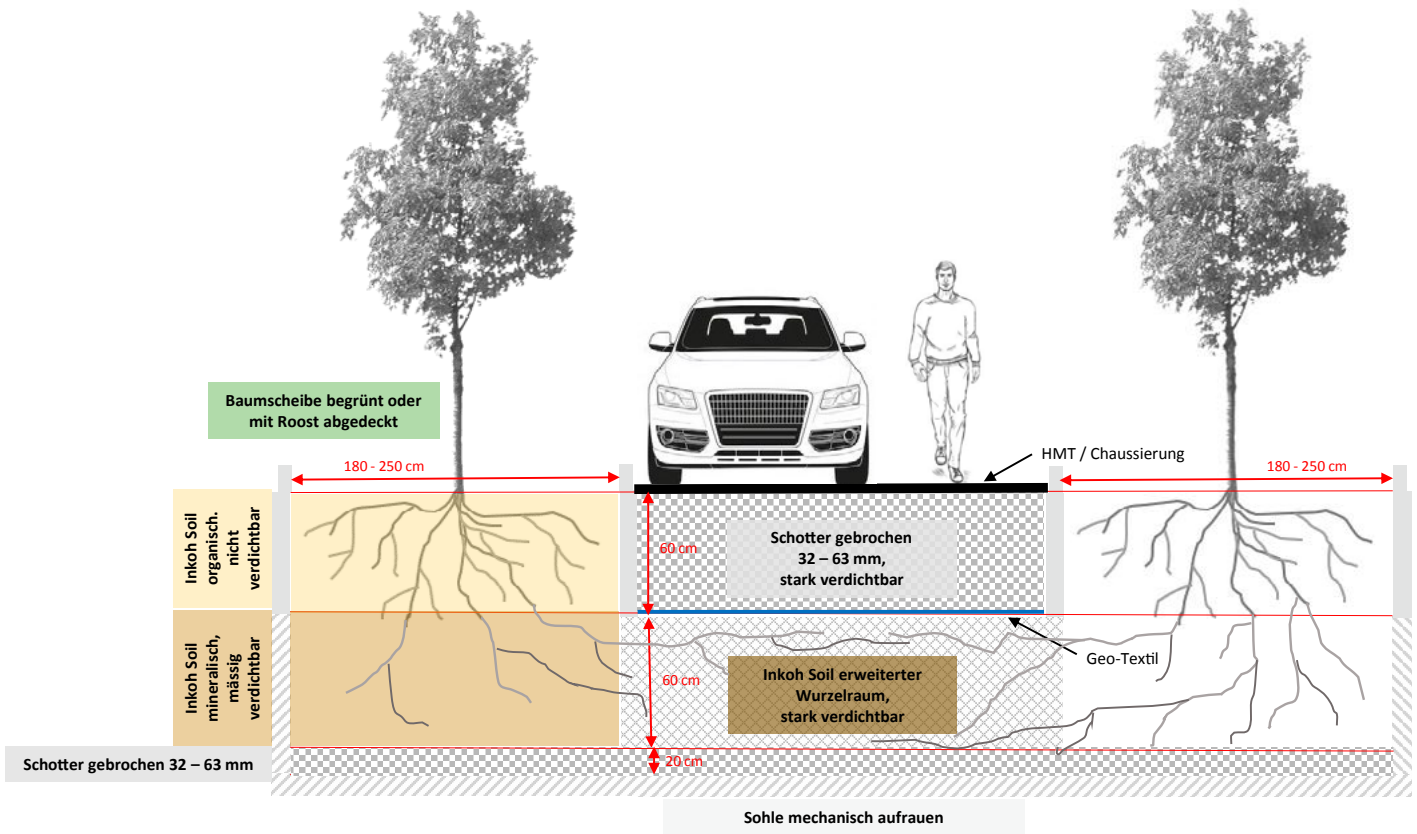 Baumscheibe begrünt oder
mit Roost abgedeckt
180 - 250 cm
HMT / Chaussierung
180 - 250 cm
Inkoh Soil
organisch.
nicht
verdichtbar
60 cm
Schotter gebrochen
32 – 63 mm,
stark verdichtbar
Inkoh Soil
mineralisch,
mässig
verdichtbar
60 cm
Inkoh Soil erweiterter
Wurzelraum,
stark verdichtbar
Geo-Textil
Schotter gebrochen 32 – 63 mm
20 cm
Sohle mechanisch aufrauen